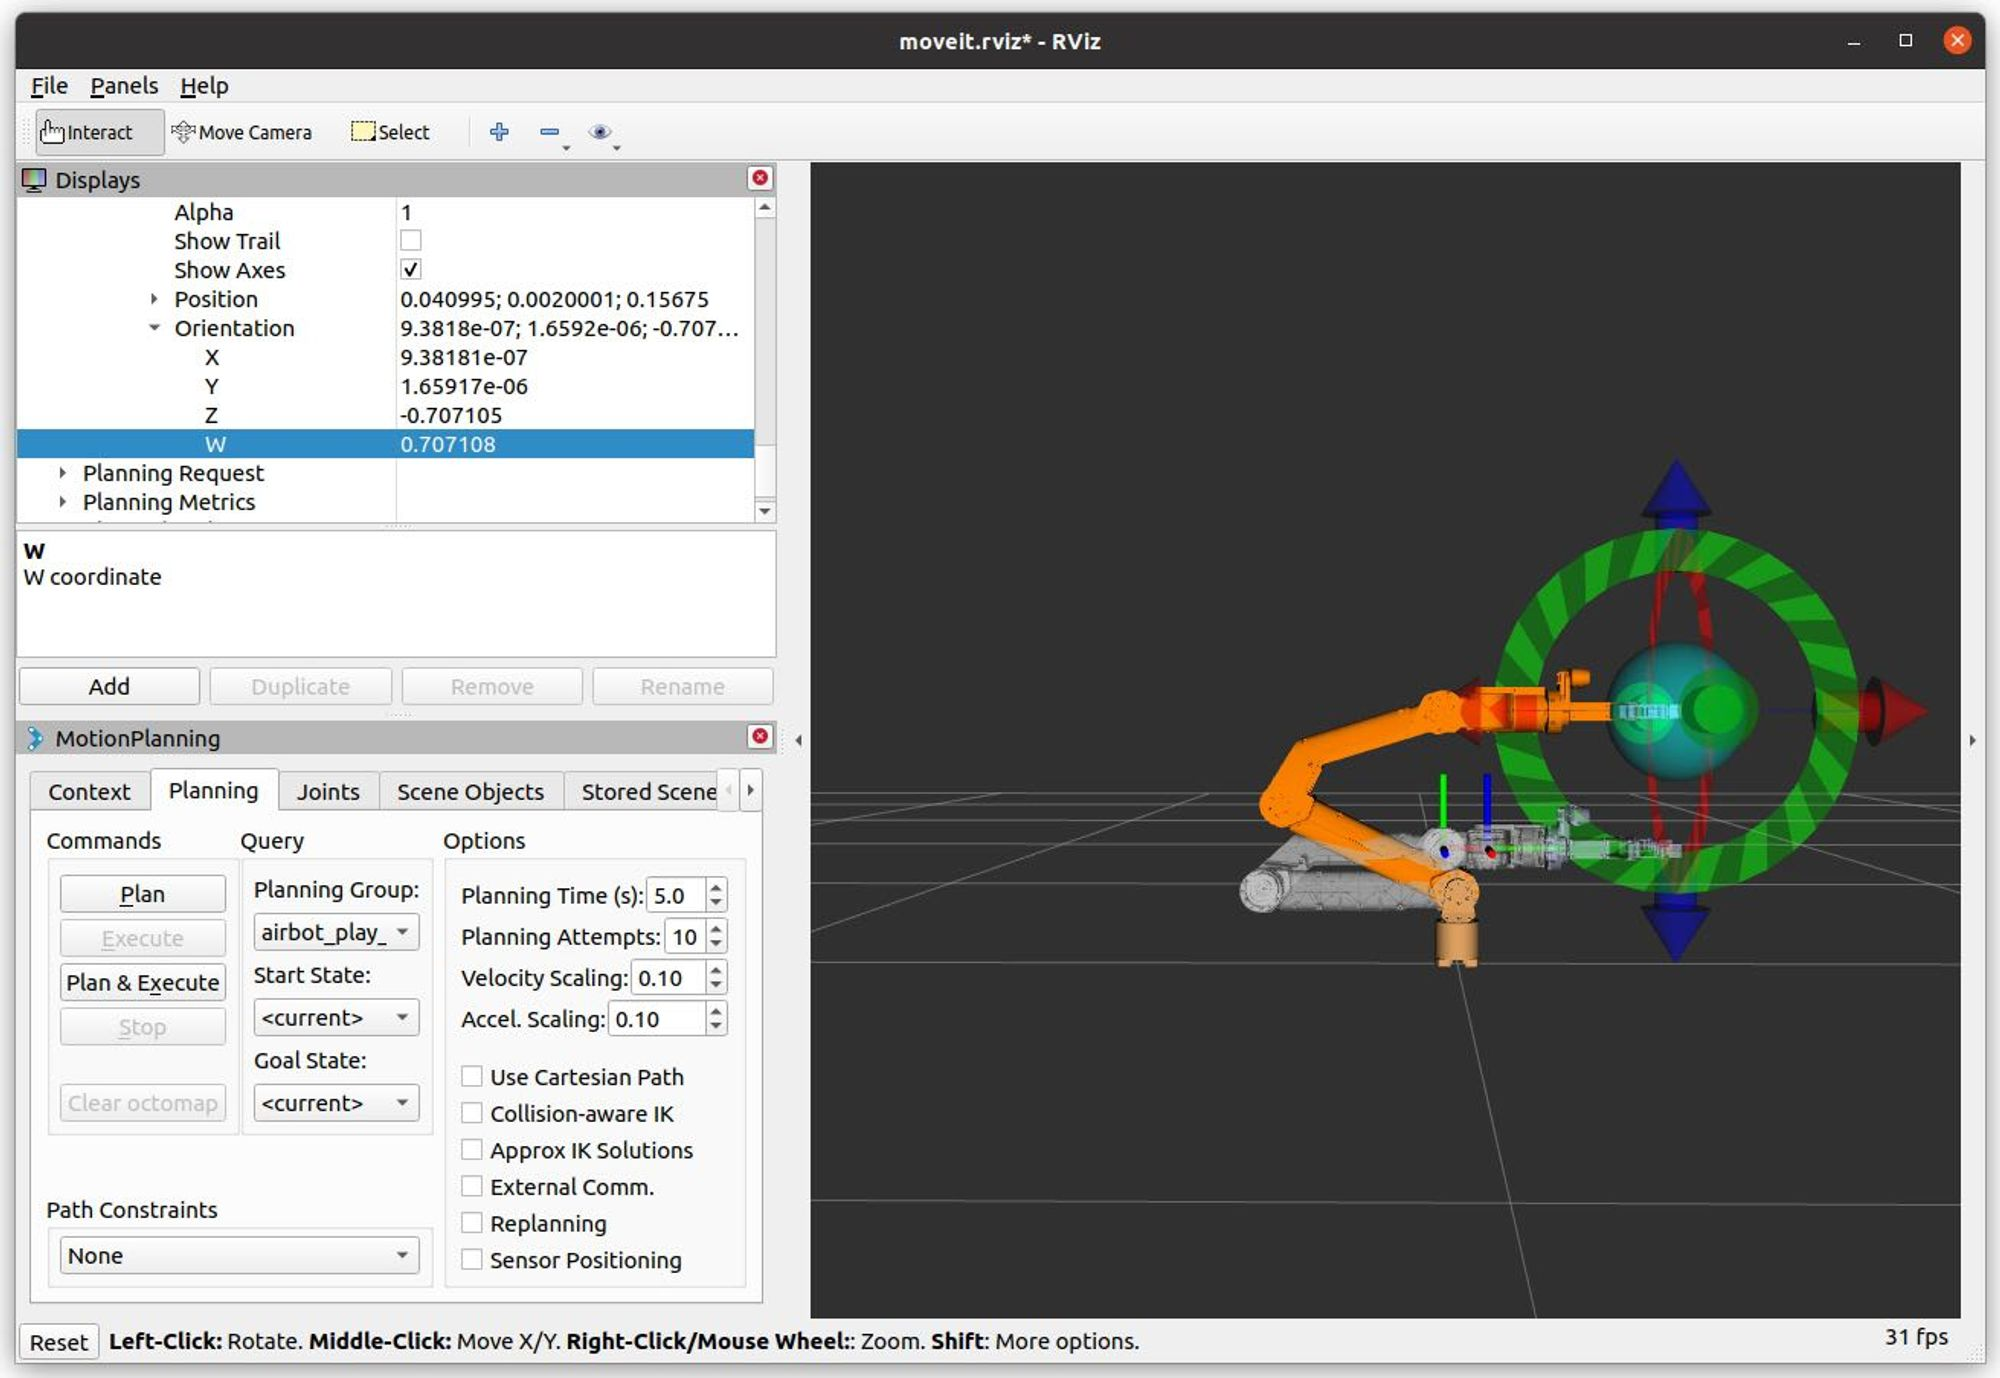 moveit.rviz* - RViz
File Panels Help
Interact Move Camera Select
Displays
Alpha 1
Show Trail
Show Axes
Position 0.040995; 0.0020001; 0.15675
Orientation 9.3818e-07; 1.6592e-06; -0.707…
X 9.38181e-07
Y 1.65917e-06
Z -0.707105
W 0.707108
Planning Request
Planning Metrics
W
W coordinate
Add Duplicate Remove Rename
MotionPlanning
Context Planning Joints Scene Objects Stored Scene
Commands Query Options
Plan
Execute
Plan & Execute
Stop
Clear octomap
Planning Group:
airbot_play_
Start State:
<current>
Goal State:
<current>
Planning Time (s): 5.0
Planning Attempts: 10
Velocity Scaling: 0.10
Accel. Scaling: 0.10
Use Cartesian Path
Collision-aware IK
Approx IK Solutions
External Comm.
Replanning
Sensor Positioning
Path Constraints
None
Reset Left-Click: Rotate. Middle-Click: Move X/Y. Right-Click/Mouse Wheel:: Zoom. Shift: More options. 31 fps